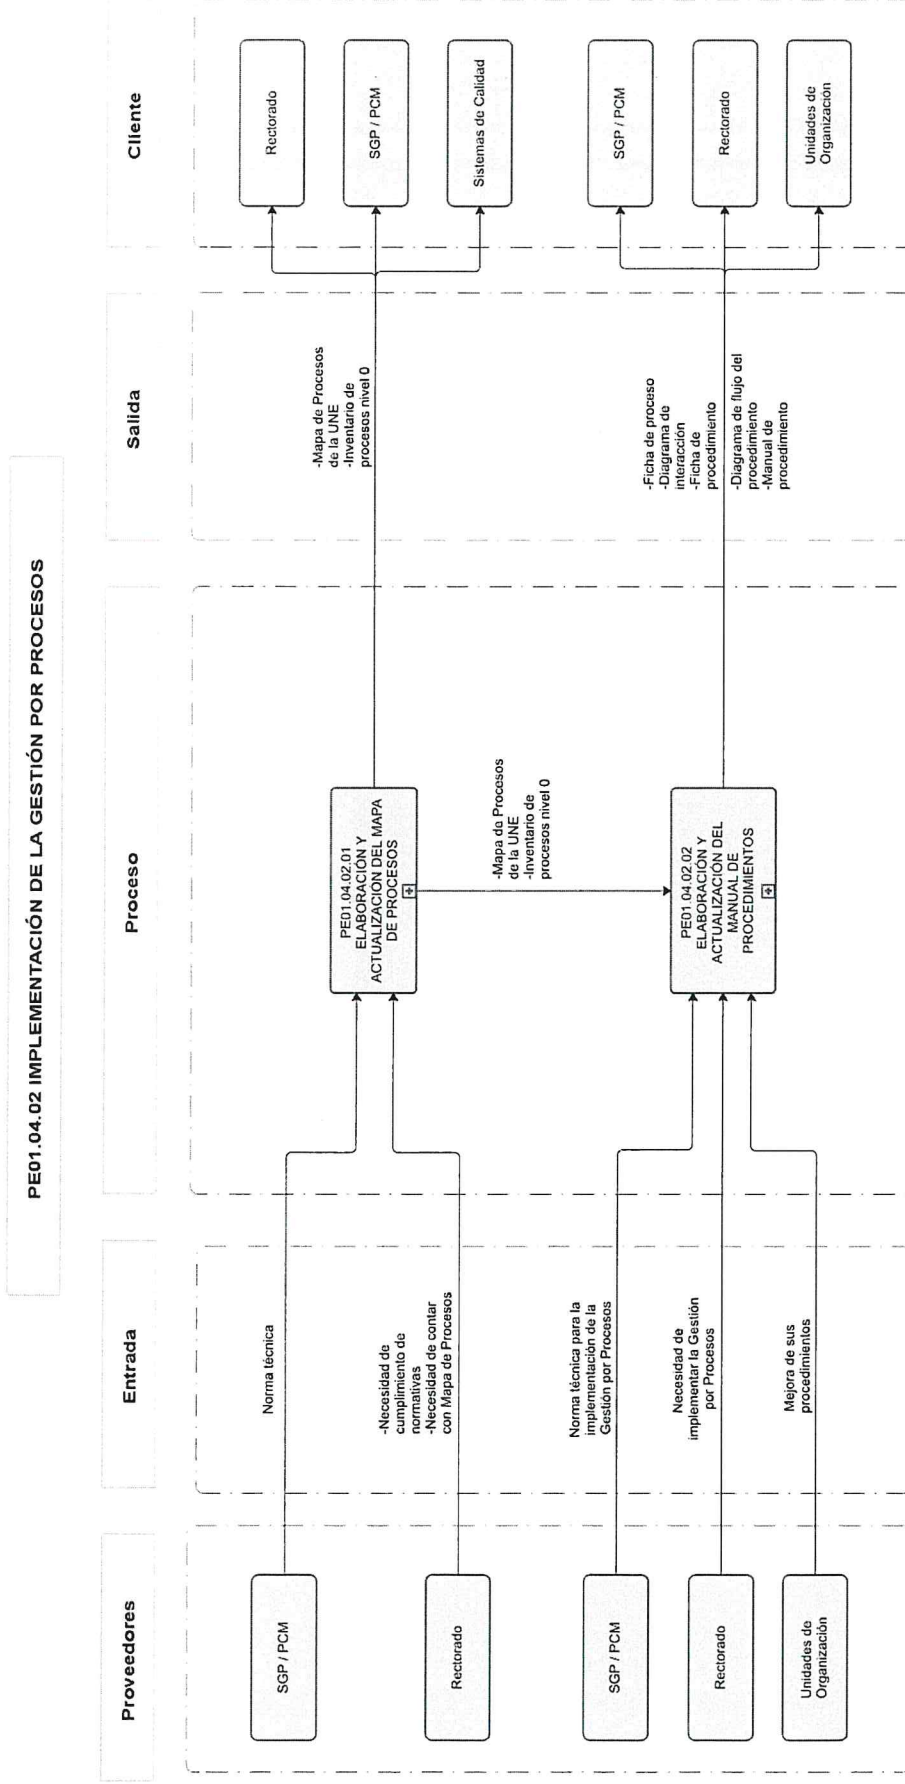 PE01.04.02 IMPLEMENTACIÓN DE LA GESTIÓN POR PROCESOS
Proveedores
Entrada
Proceso
Salida
Cliente
SGP / PCM
Norma técnica
Rectorado
-Necesidad de
cumplimiento de
normativas
-Necesidad de contar
con Mapa de Procesos
PE01.04.02.01
ELABORACIÓN Y
ACTUALIZACIÓN DEL MAPA
DE PROCESOS
-Mapa de Procesos
de la UNE
-Inventario de
procesos nivel 0
Rectorado
SGP / PCM
Sistemas de Calidad
-Mapa de Procesos
de la UNE
-Inventario de
procesos nivel 0
SGP / PCM
Norma técnica para la
implementación de la
Gestión por Procesos
Rectorado
Necesidad de
implementar la Gestión
por Procesos
Unidades de
Organización
Mejora de sus
procedimientos
PE01.04.02.02
ELABORACIÓN Y
ACTUALIZACIÓN DEL
MANUAL DE
PROCEDIMIENTOS
-Ficha de proceso
-Diagrama de
interacción
-Ficha de
procedimiento
-Diagrama de flujo del
procedimiento
-Manual de
procedimiento
SGP / PCM
Rectorado
Unidades de
Organización